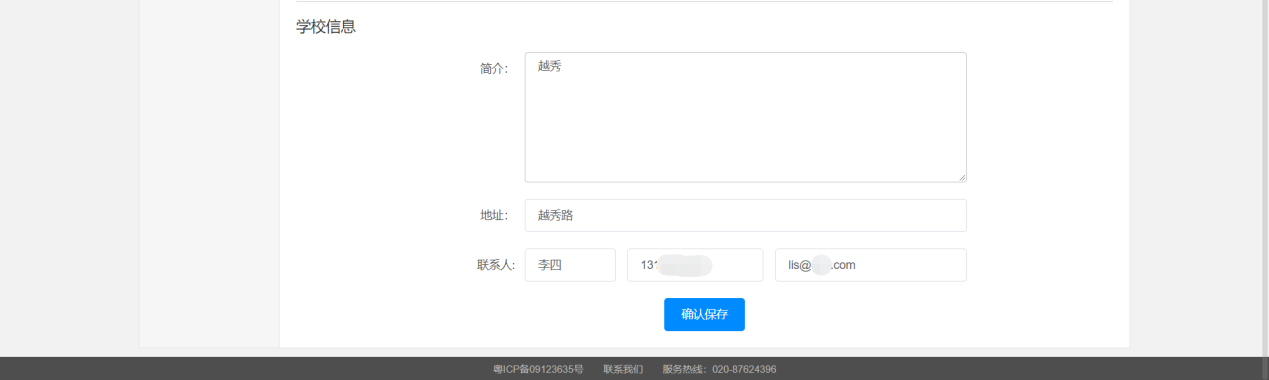 学校信息
简介： 越秀
地址： 越秀路
联系人: 李四 131 lis@ .com
确认保存
粤ICP备09123635号 联系我们 服务热线：020-87624396